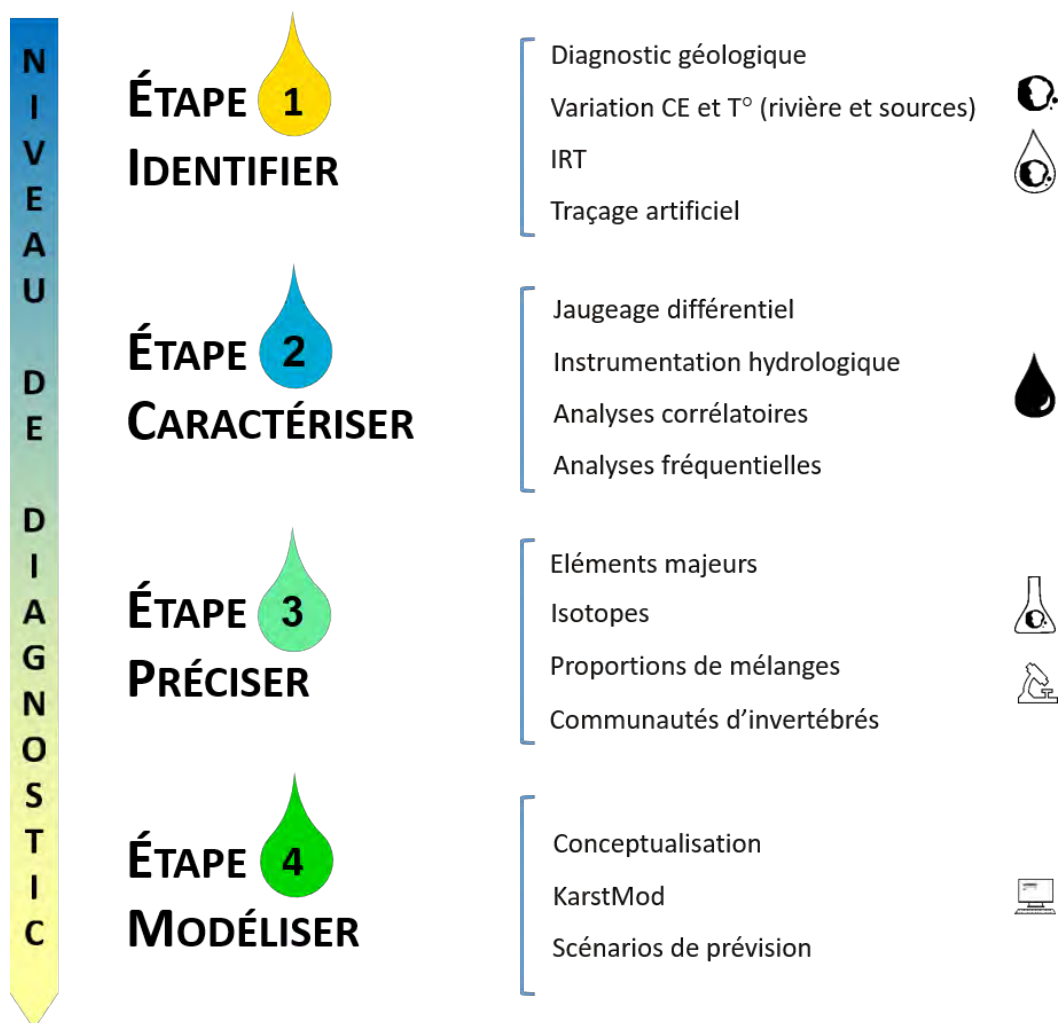 NIVEAU DE DIAGNOSTIC
ÉTAPE 1
IDENTIFIER
Diagnostic géologique
Variation CE et T° (rivière et sources)
IRT
Traçage artificiel
ÉTAPE 2
CARACTÉRISER
Jaugeage différentiel
Instrumentation hydrologique
Analyses corrélatoires
Analyses fréquentielles
ÉTAPE 3
PRÉCISER
Eléments majeurs
Isotopes
Proportions de mélanges
Communautés d’invertébrés
ÉTAPE 4
MODÉLISER
Conceptualisation
KarstMod
Scénarios de prévision